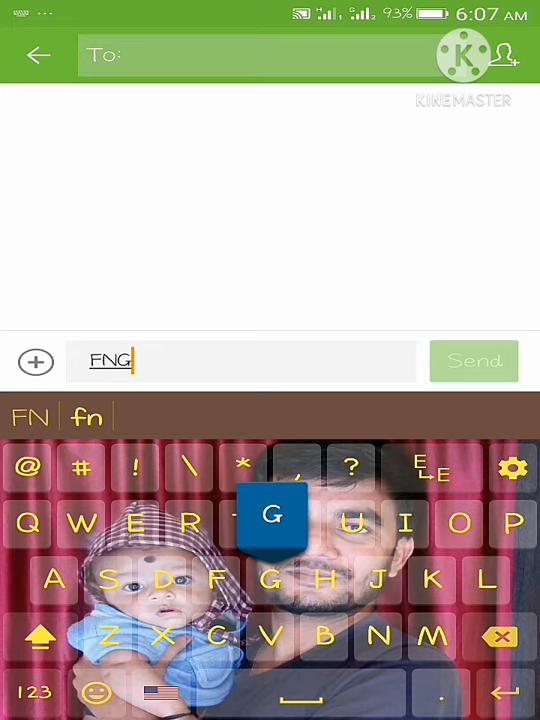 93% 6:07 AM
To:
K
KINEMASTER
FNG
Send
FN fn
@ # ! \ * , ? E E
G
Q W E R U I O P
A S D F G H J K L
Z X C V B N M
123 .